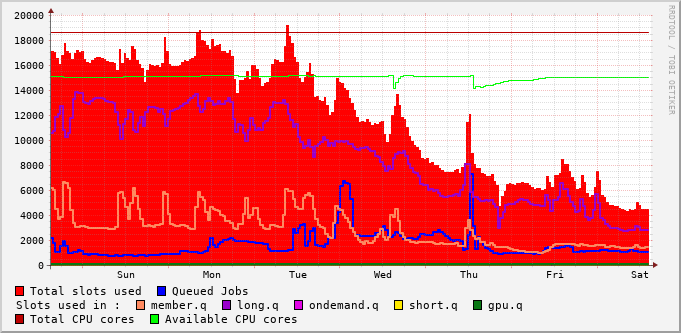 20000
18000
16000
14000
12000
10000
8000
6000
4000
2000
0
Sun Mon Tue Wed Thu Fri Sat
RRDTOOL / TOBI OETIKER
Total slots used Queued Jobs
Slots used in : member.q long.q ondemand.q short.q gpu.q
Total CPU cores Available CPU cores